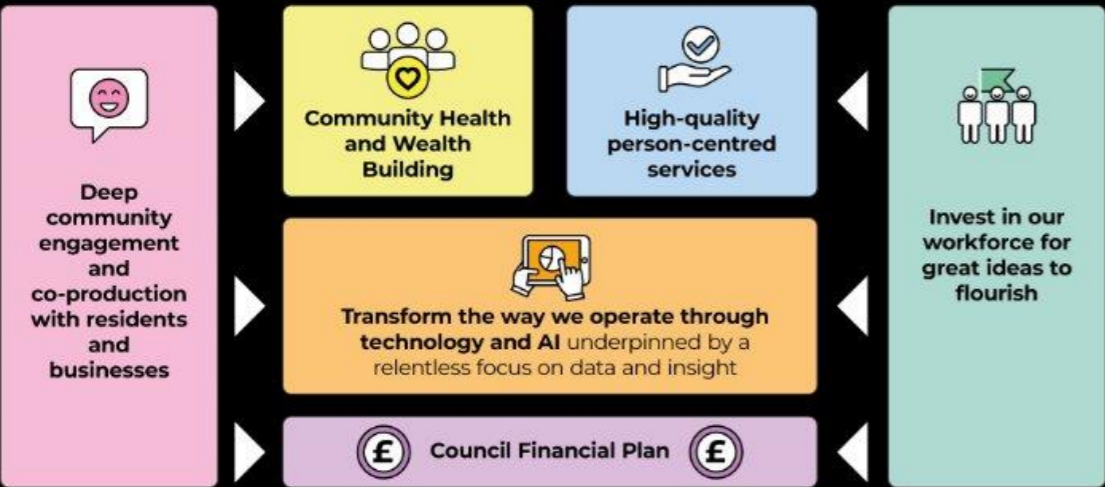 Deep
community
engagement
and
co-production
with residents
and
businesses
Community Health
and Wealth
Building
High-quality
person-centred
services
Transform the way we operate through
technology and AI underpinned by a
relentless focus on data and insight
£ Council Financial Plan £
Invest in our
workforce for
great ideas to
flourish